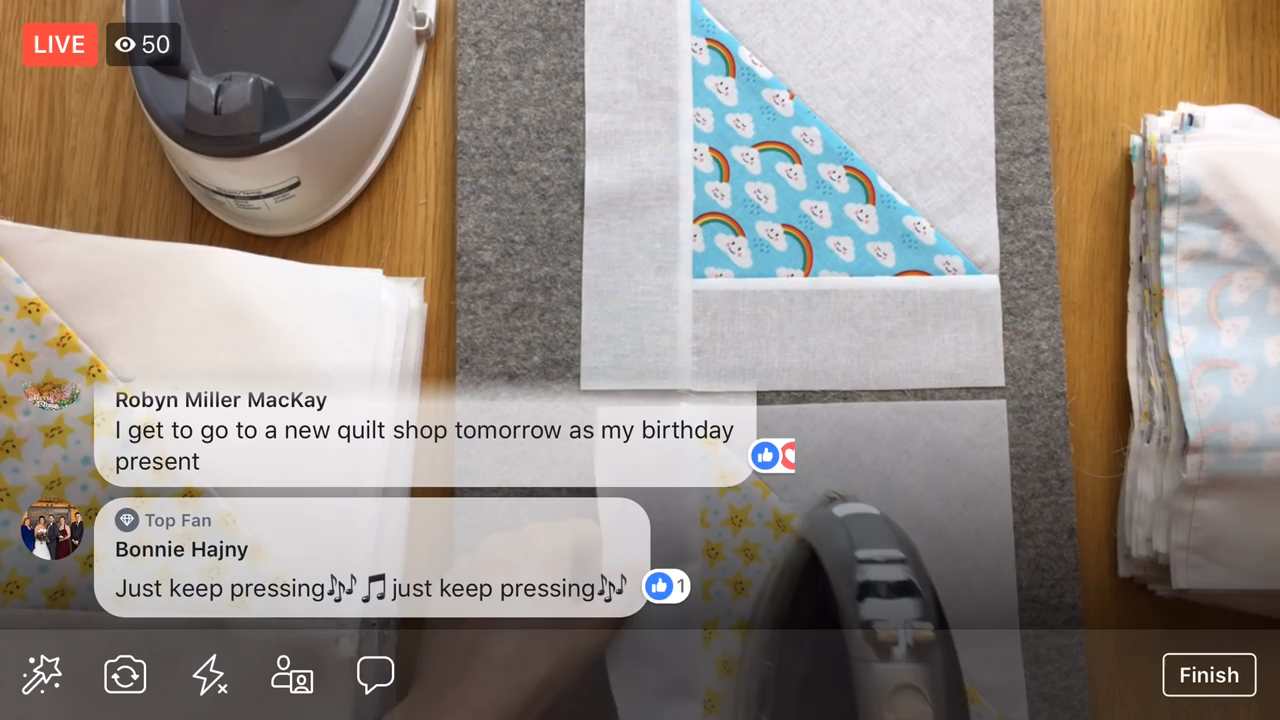 LIVE
50
Robyn Miller MacKay
I get to go to a new quilt shop tomorrow as my birthday
present
Top Fan
Bonnie Hajny
Just keep pressing🎶 🎵just keep pressing🎶
1
Finish